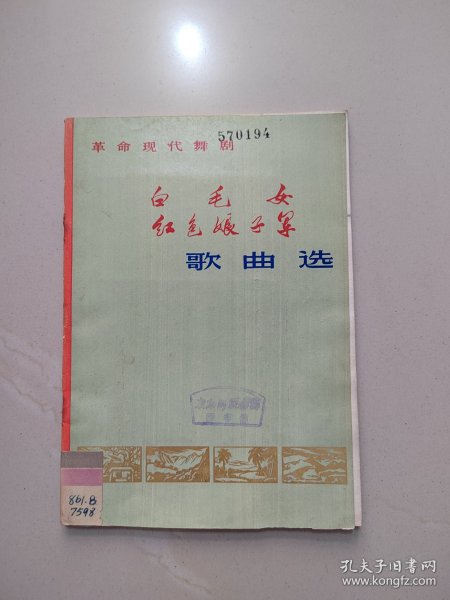 570194
革命现代舞剧
白毛女
红色娘子军
歌曲选
861.8
7598
孔夫子旧书网
www.kongfz.com